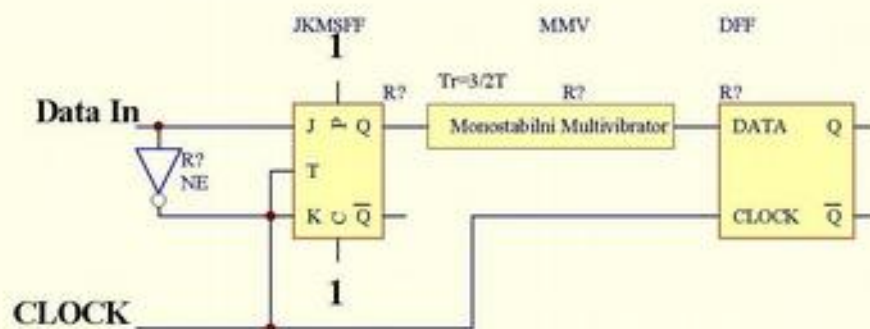 JKMSFF MMV DFF
1
R? Tr=3/2T R? R?
Data In J P Q Monostabilni Multivibrator DATA Q
R? T̅
NE
K C Q̅ CLOCK Q̅
1
CLOCK